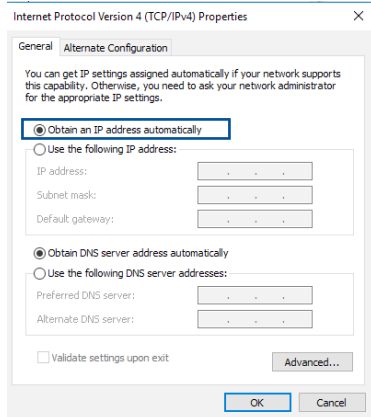 Internet Protocol Version 4 (TCP/IPv4) Properties
General
Alternate Configuration
You can get IP settings assigned automatically if your network supports
this capability. Otherwise, you need to ask your network administrator
for the appropriate IP settings.
Obtain an IP address automatically
Use the following IP address:
IP address:
Subnet mask:
Default gateway:
Obtain DNS server address automatically
Use the following DNS server addresses:
Preferred DNS server:
Alternate DNS server:
Validate settings upon exit
Advanced...
OK
Cancel